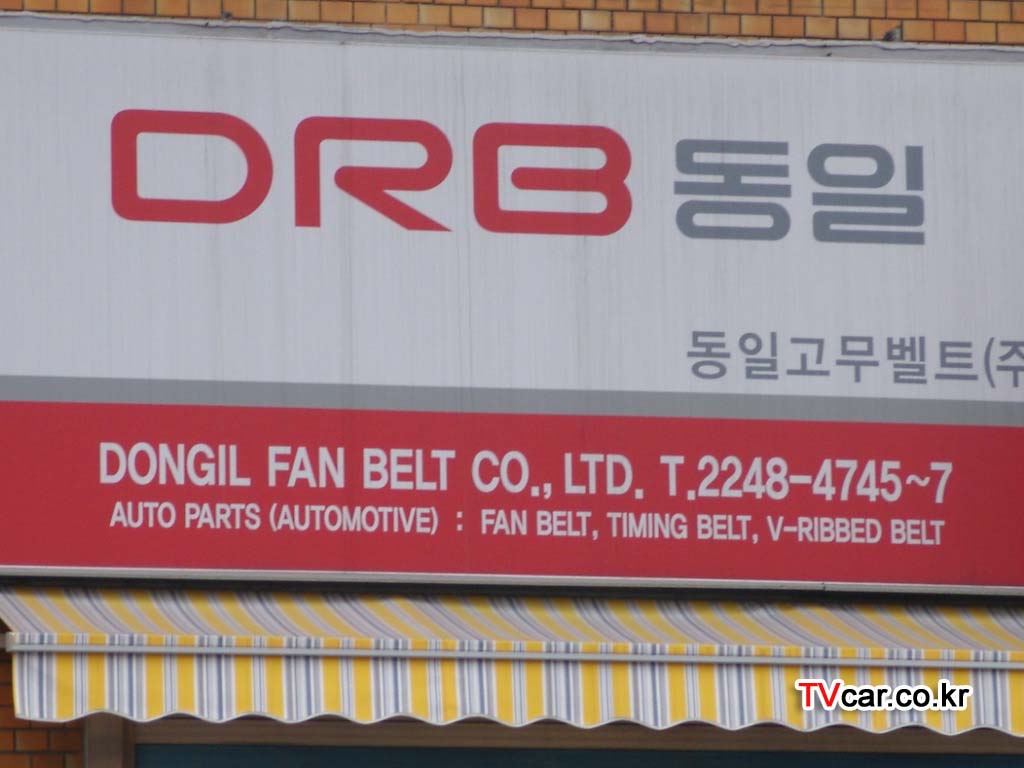 DRB 동일
동일고무벨트(주
DONGIL FAN BELT CO., LTD. T.2248-4745~7
AUTO PARTS (AUTOMOTIVE) : FAN BELT, TIMING BELT, V-RIBBED BELT
TVcar.co.kr